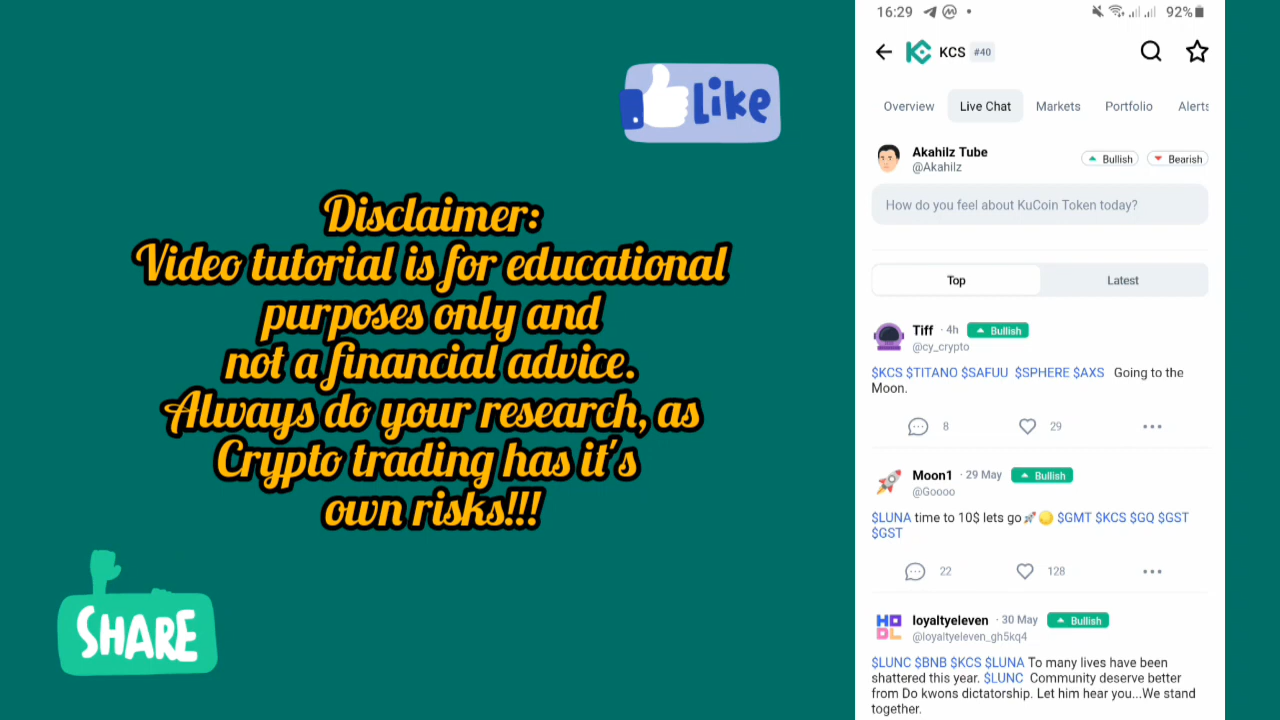 Like
Disclaimer:
Video tutorial is for educational
purposes only and
not a financial advice.
Always do your research, as
Crypto trading has it's
own risks!!!
SHARE
16:29 92%
KCS #40
Overview Live Chat Markets Portfolio Alerts
Akahilz Tube
@Akahilz
Bullish Bearish
How do you feel about KuCoin Token today?
Top Latest
Tiff · 4h Bullish
@cy_crypto
$KCS $TITANO $SAFUU $SPHERE $AXS Going to the
Moon.
8 29
Moon1 · 29 May Bullish
@Goooo
$LUNA time to 10$ lets go🚀🌕 $GMT $KCS $GQ $GST
$GST
22 128
HODL
loyaltyeleven · 30 May Bullish
@loyaltyeleven_gh5kq4
$LUNC $BNB $KCS $LUNA To many lives have been
shattered this year. $LUNC Community deserve better
from Do kwons dictatorship. Let him hear you...We stand
together.